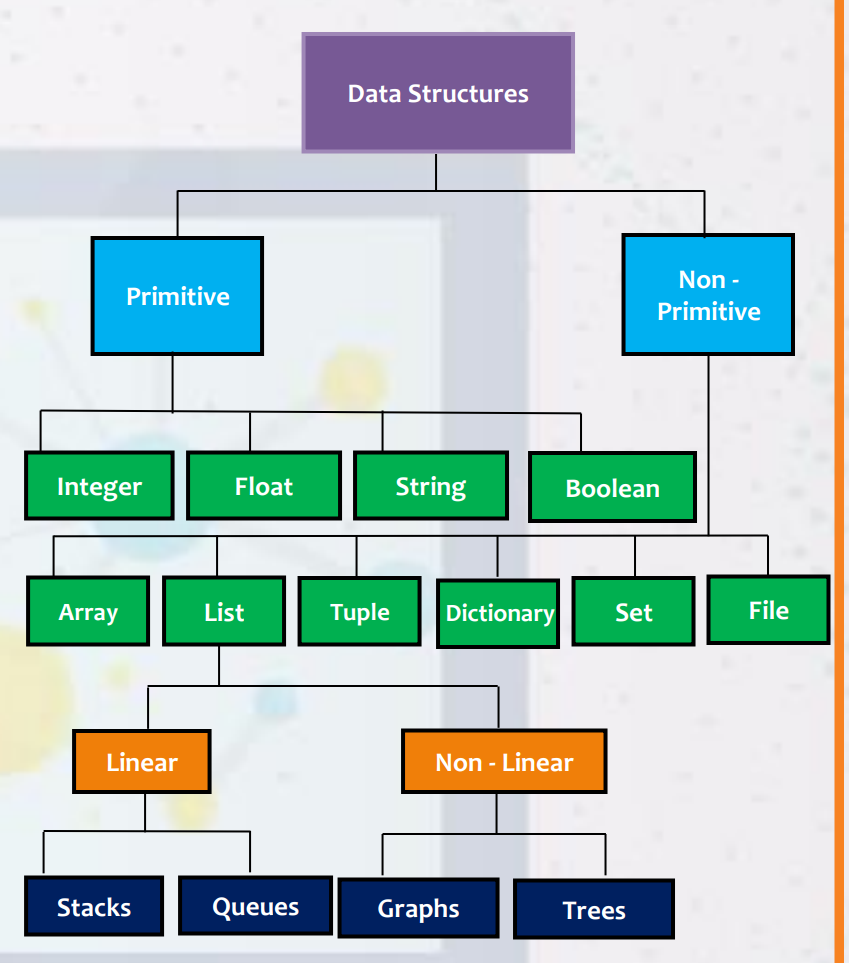 Data Structures
Primitive
Non -
Primitive
Integer
Float
String
Boolean
Array
List
Tuple
Dictionary
Set
File
Linear
Non - Linear
Stacks
Queues
Graphs
Trees